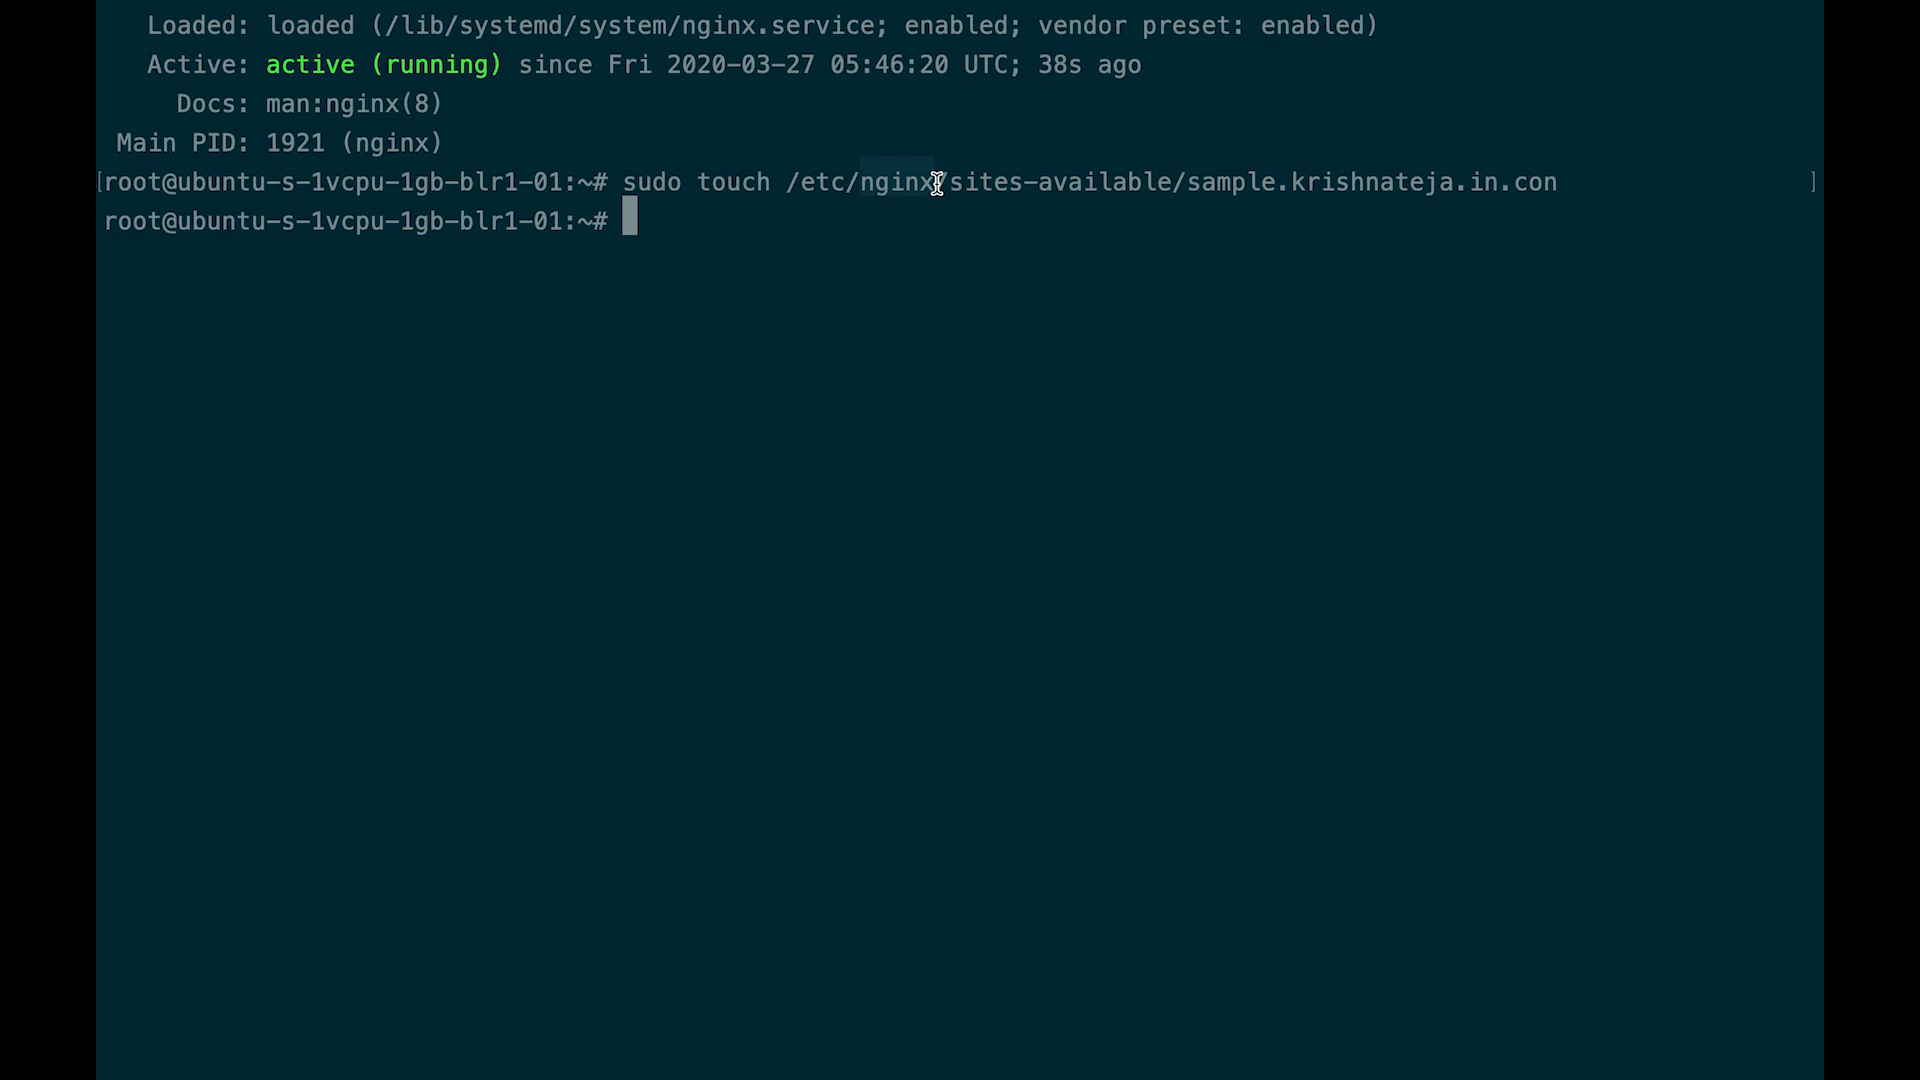 Loaded: loaded (/lib/systemd/system/nginx.service; enabled; vendor preset: enabled)
Active: active (running) since Fri 2020-03-27 05:46:20 UTC; 38s ago
Docs: man:nginx(8)
Main PID: 1921 (nginx)
[root@ubuntu-s-1vcpu-1gb-blr1-01:~# sudo touch /etc/nginx/sites-available/sample.krishnateja.in.con ]
root@ubuntu-s-1vcpu-1gb-blr1-01:~#